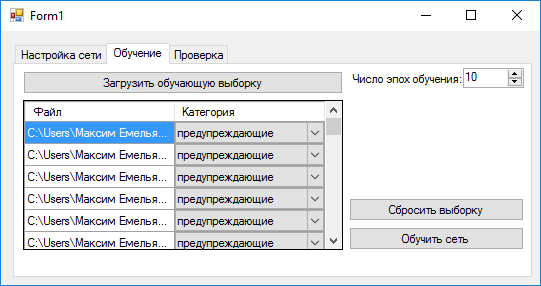 Form1
Настройка сети Обучение Проверка
Загрузить обучающую выборку
Число эпох обучения: 10
Файл Категория
C:\Users\Максим Емелья... предупреждающие
C:\Users\Максим Емелья... предупреждающие
C:\Users\Максим Емелья... предупреждающие
C:\Users\Максим Емелья... предупреждающие
C:\Users\Максим Емелья... предупреждающие
C:\Users\Максим Емелья... предупреждающие
Сбросить выборку
Обучить сеть